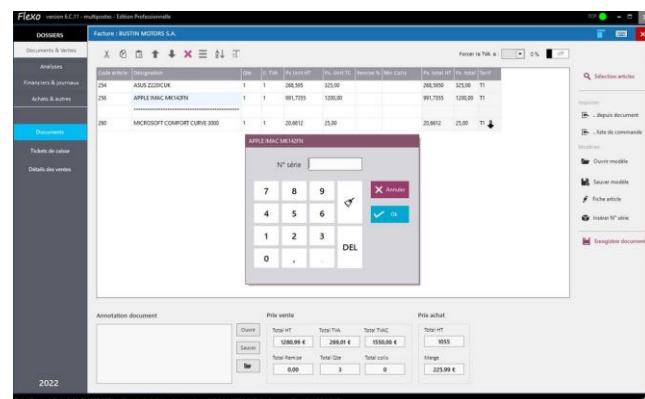 Flexo version 6.C.11 - multipostes - Edition Professionnelle
DOSSIERS
Facture : BUSTIN MOTORS S.A.
Documents & Ventes
Analyses
Financiers & journaux
Achats & autres
Documents
Tickets de caisse
Détails des ventes
2022
Forcer la TVA à : 0 % off
Code article Désignation Qte C. TVA Px Unit HT Px. Unit TC Remise % Nbr Colis Px. total HT Px. total Tarif
254 ASUS Z220ICUK 1 1 268,595 325,00 268,5950 325,00 T1
256 APPLE IMAC MK142FN 1 1 991,7355 1200,00 991,7355 1200,00 T1
260 MICROSOFT COMFORT CURVE 3000 1 1 20,6612 25,00 20,6612 25,00 T1
APPLE IMAC MK142FN
N° série
7 8 9
Annuler
4 5 6
Ok
1 2 3
DEL
0 , .
Sélection articles
Importer
... depuis document
... liste de commande
Modèles
Ouvrir modèle
Sauver modèle
Fiche article
Insérer N° série
Enregistrer document
Annotation document
Ouvrir
Sauver
Prix vente
Total HT Total TVA Total TVAC
1280,99 € 269,01 € 1550,00 €
Total Remise Total Qte Total colis
0,00 3 0
Prix achat
Total HT
1055
Marge
225,99 €